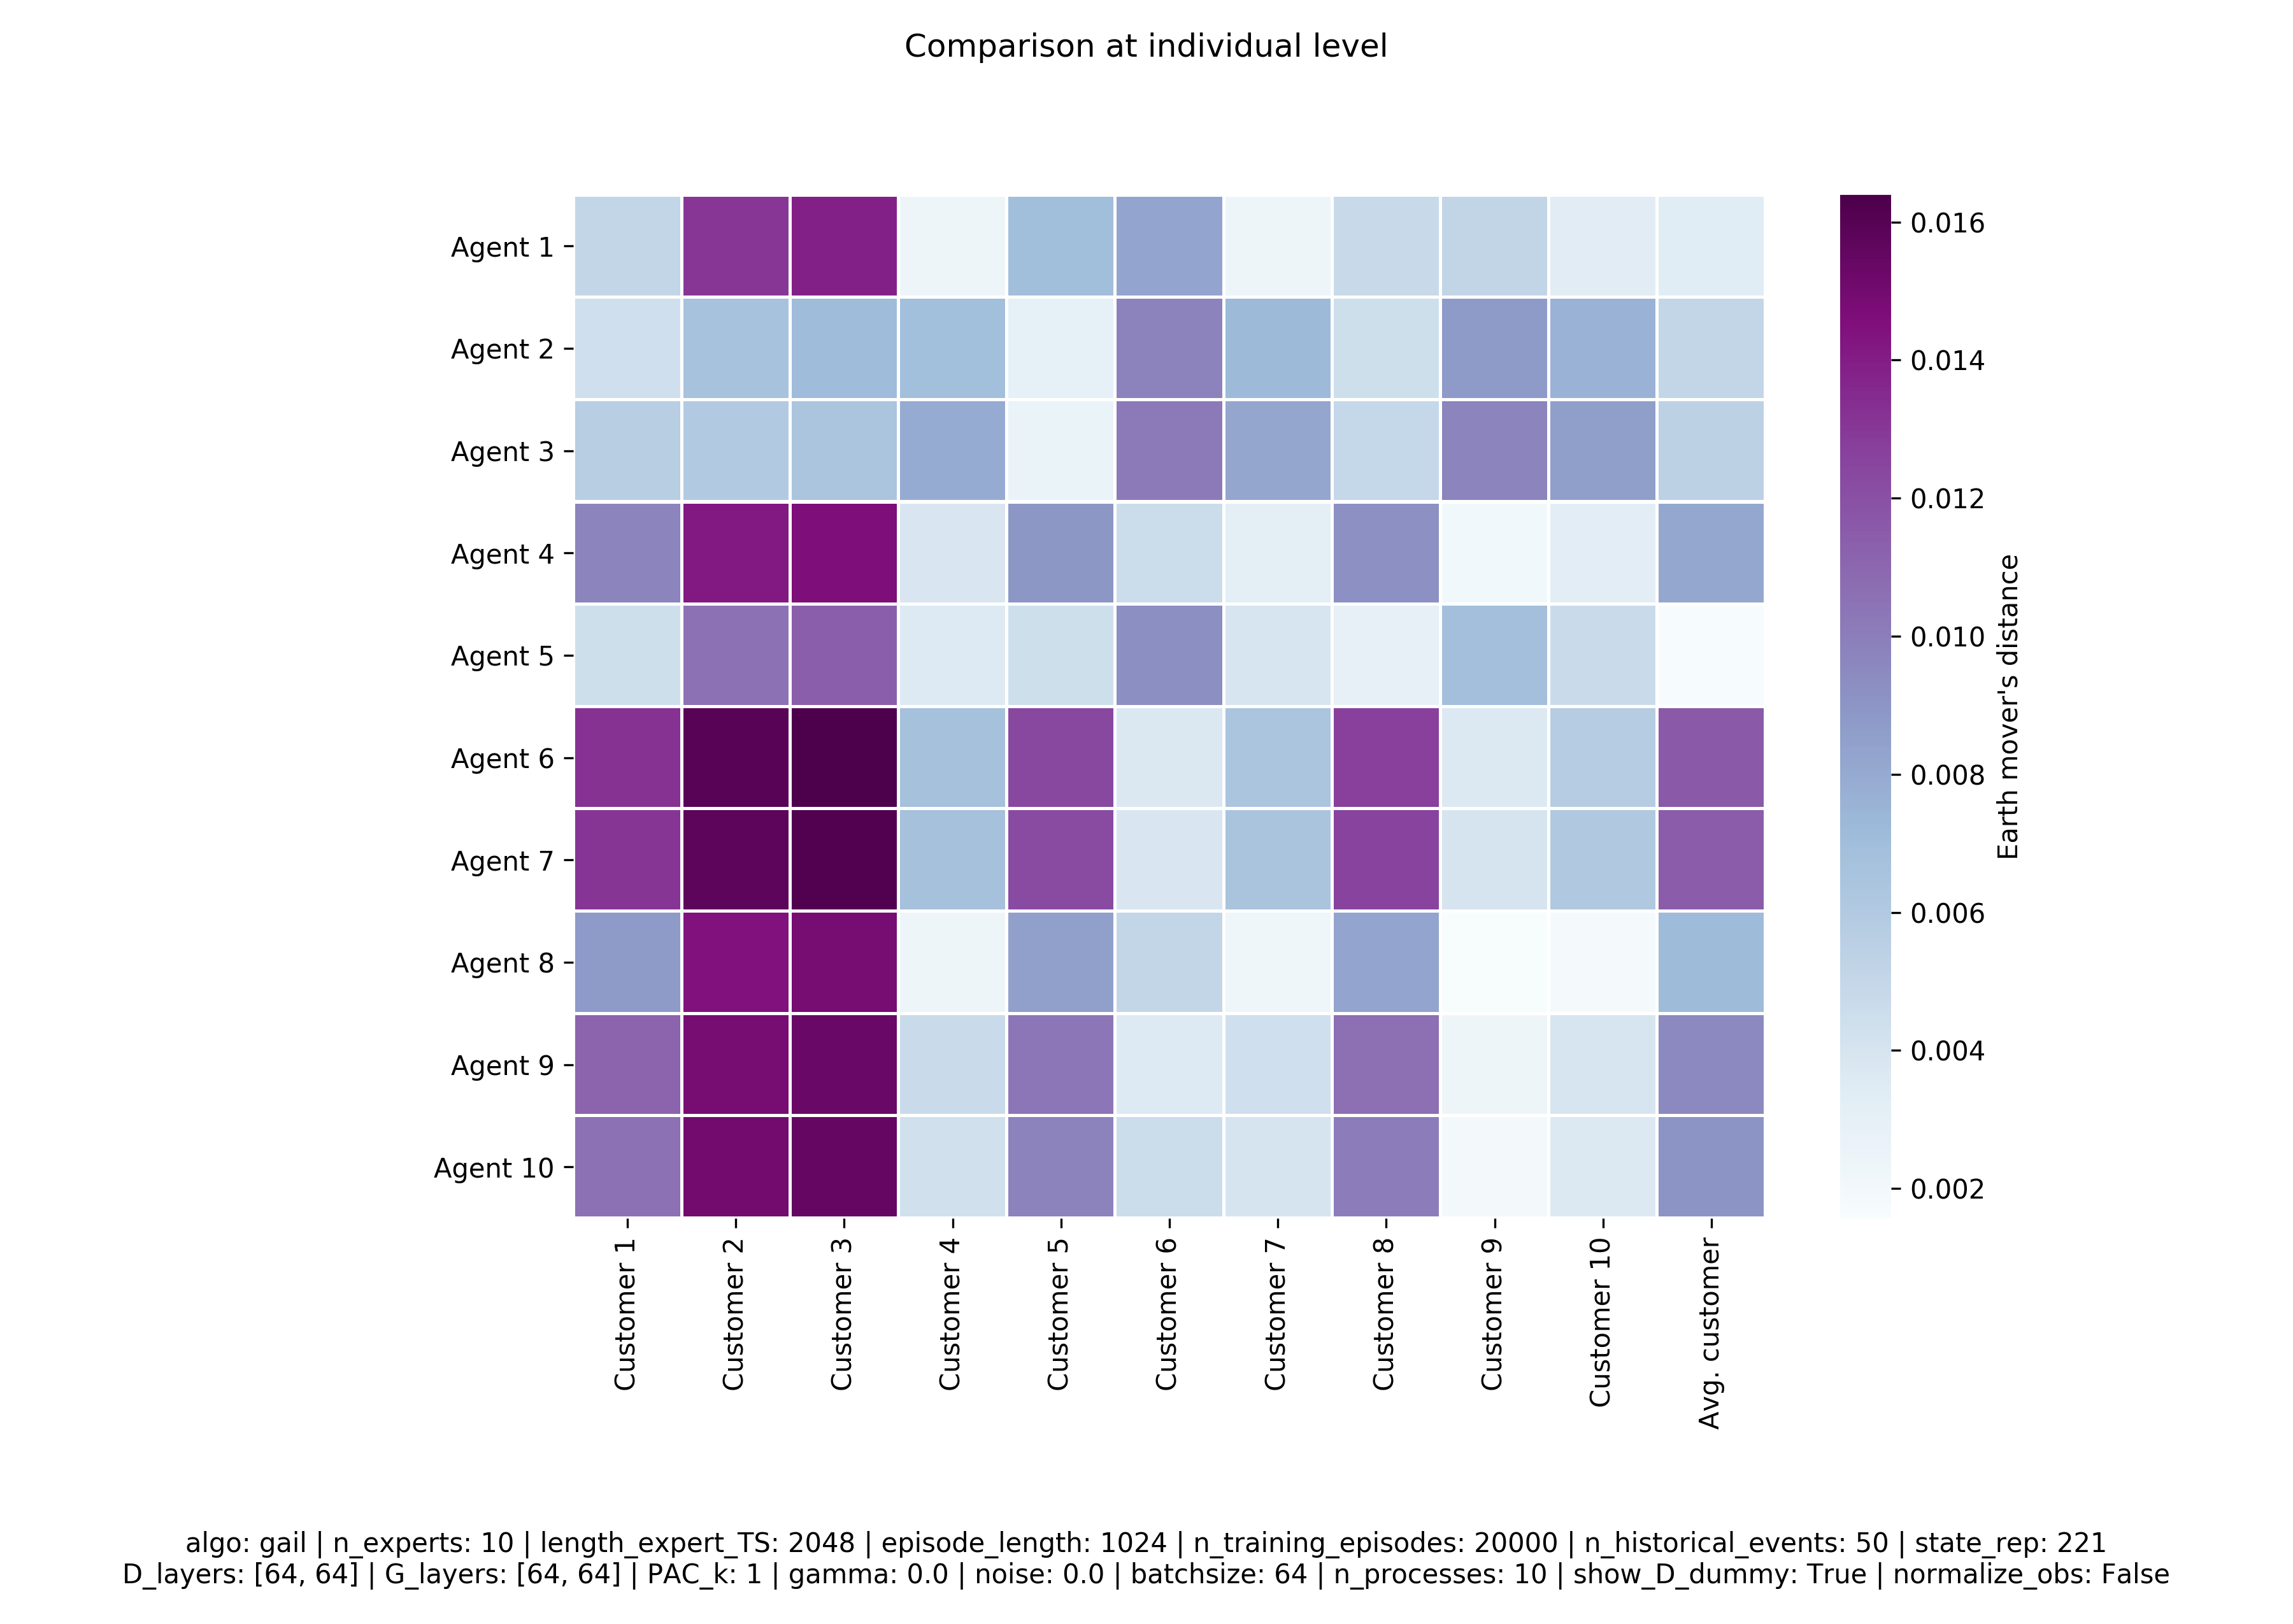 Comparison at individual level
Agent 1
Agent 2
Agent 3
Agent 4
Agent 5
Agent 6
Agent 7
Agent 8
Agent 9
Agent 10
Customer 1
Customer 2
Customer 3
Customer 4
Customer 5
Customer 6
Customer 7
Customer 8
Customer 9
Customer 10
Avg. customer
0.016
0.014
0.012
0.010
0.008
0.006
0.004
0.002
Earth mover's distance
algo: gail | n_experts: 10 | length_expert_TS: 2048 | episode_length: 1024 | n_training_episodes: 20000 | n_historical_events: 50 | state_rep: 221
D_layers: [64, 64] | G_layers: [64, 64] | PAC_k: 1 | gamma: 0.0 | noise: 0.0 | batchsize: 64 | n_processes: 10 | show_D_dummy: True | normalize_obs: False